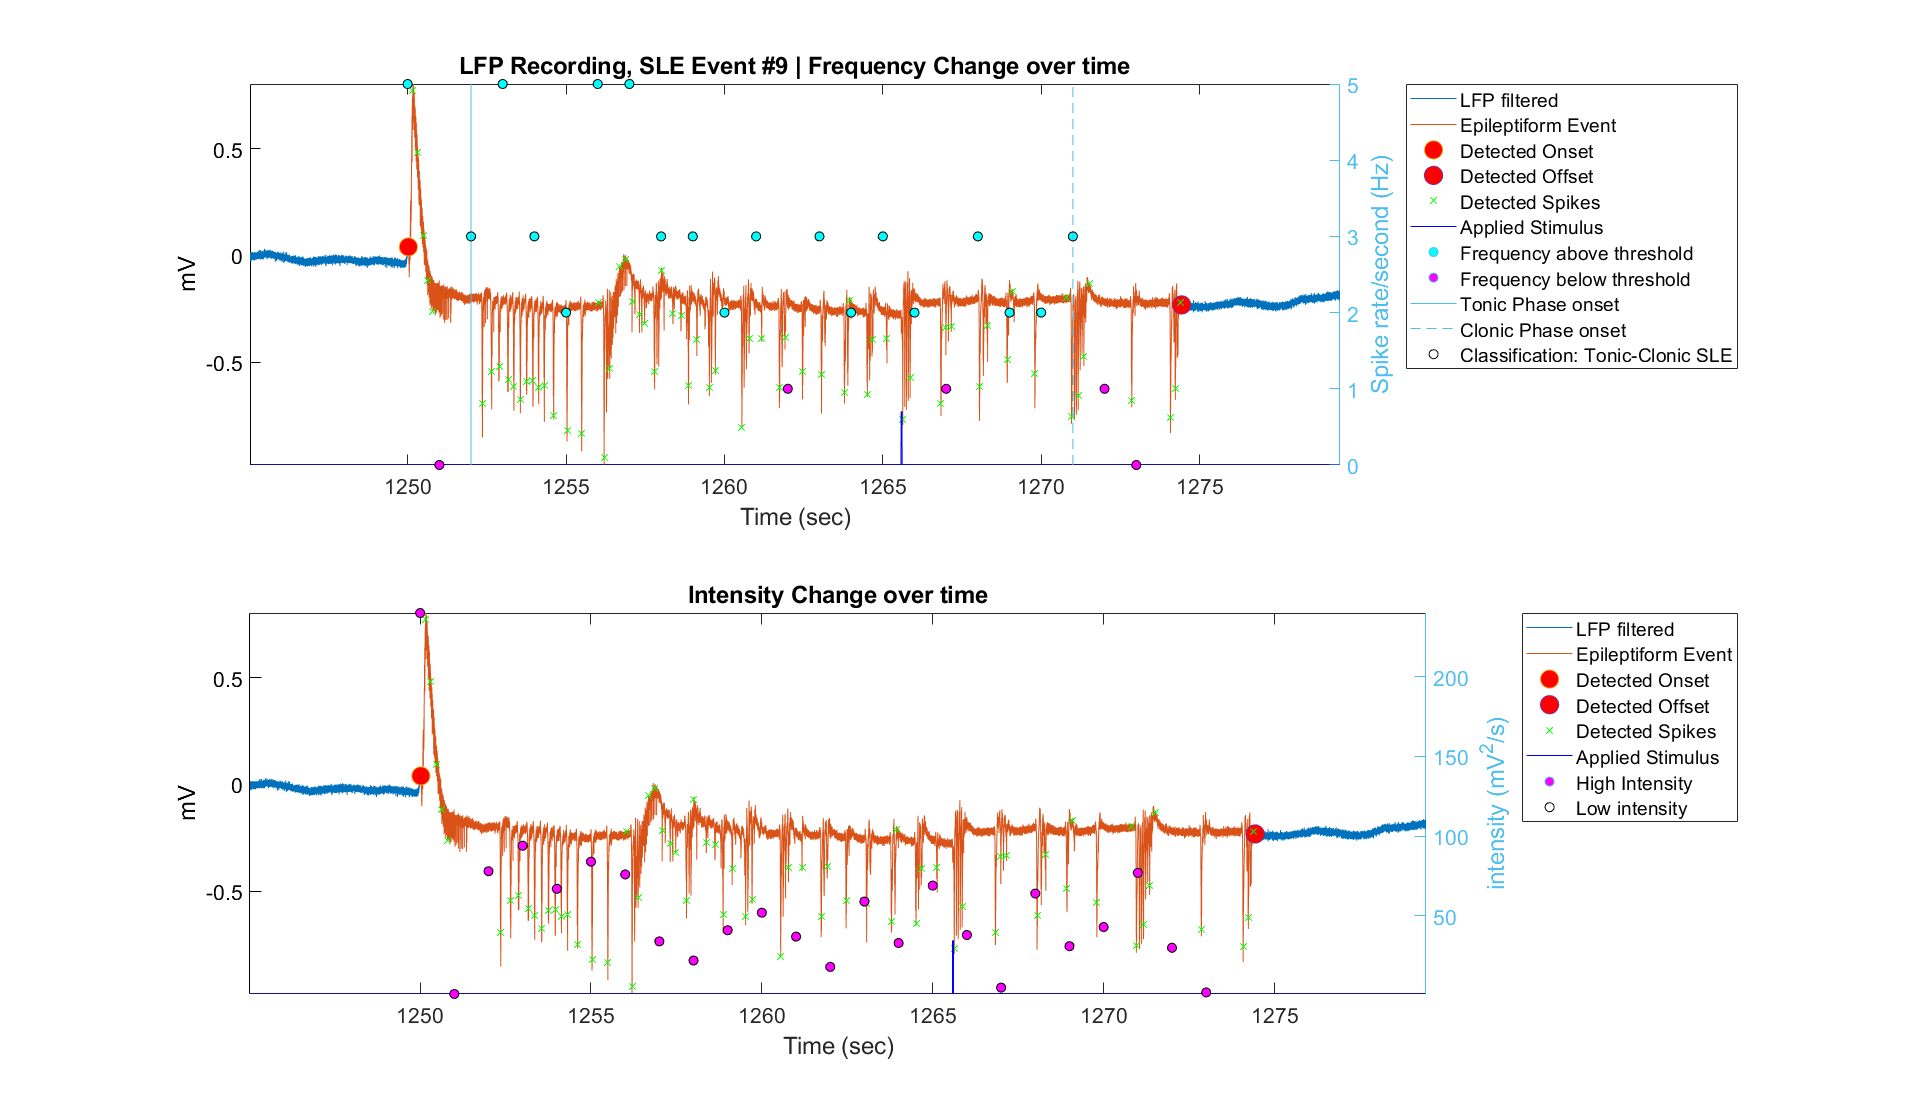 LFP Recording, SLE Event #9 | Frequency Change over time
0.5
0
-0.5
mV
1250
1255
1260
1265
1270
1275
Time (sec)
5
4
3
2
1
0
Spike rate/second (Hz)
LFP filtered
Epileptiform Event
Detected Onset
Detected Offset
Detected Spikes
Applied Stimulus
Frequency above threshold
Frequency below threshold
Tonic Phase onset
Clonic Phase onset
Classification: Tonic-Clonic SLE
Intensity Change over time
0.5
0
-0.5
mV
1250
1255
1260
1265
1270
1275
Time (sec)
200
150
100
50
intensity (mV²/s)
LFP filtered
Epileptiform Event
Detected Onset
Detected Offset
Detected Spikes
Applied Stimulus
High Intensity
Low intensity